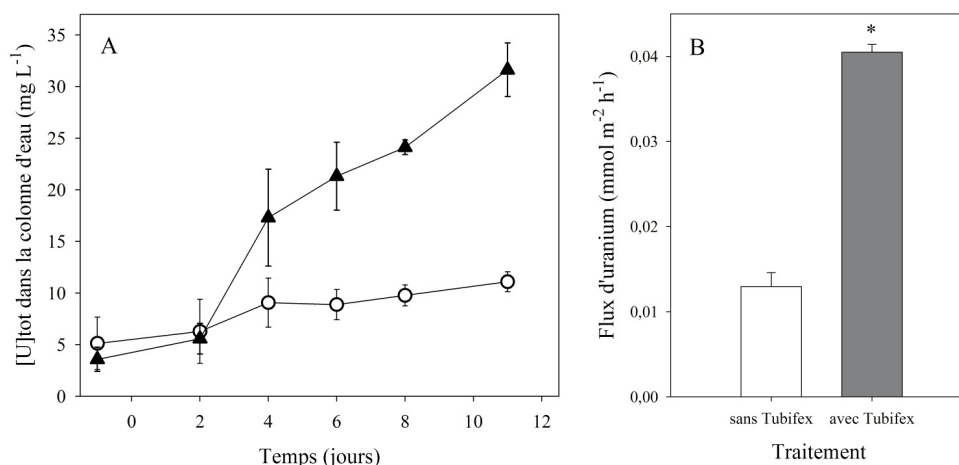 A
[U]tot dans la colonne d'eau (mg L⁻¹)
35
30
25
20
15
10
5
0
0 2 4 6 8 10 12
Temps (jours)
B
*
Flux d'uranium (mmol m⁻² h⁻¹)
0,04
0,03
0,02
0,01
0,00
sans Tubifex avec Tubifex
Traitement